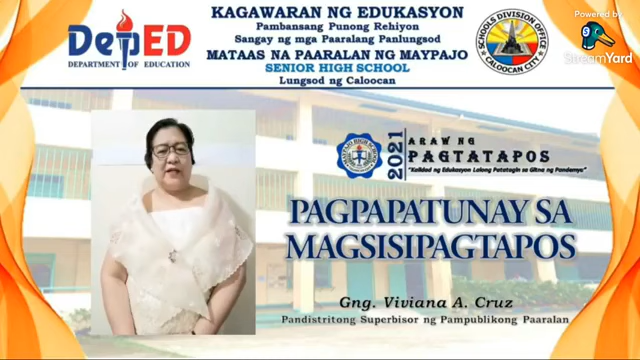 KAGAWARAN NG EDUKASYON
Pambansang Punong Rehiyon
Sangay ng mga Paaralang Panlungsod
MATAAS NA PAARALAN NG MAYPAJO
SENIOR HIGH SCHOOL
Lungsod ng Caloocan
DepED
DEPARTMENT OF EDUCATION
SCHOOLS DIVISION OFFICE
CALOOCAN CITY
Powered by
StreamYard
2021
ARAW NG
PAGTATAPOS
"Kalidad ng Edukasyon Lalong Patatagin sa Gitna ng Pandemya"
PAGPAPATUNAY SA
MAGSISIPAGTAPOS
Gng. Viviana A. Cruz
Pandistritong Superbisor ng Pampublikong Paaralan